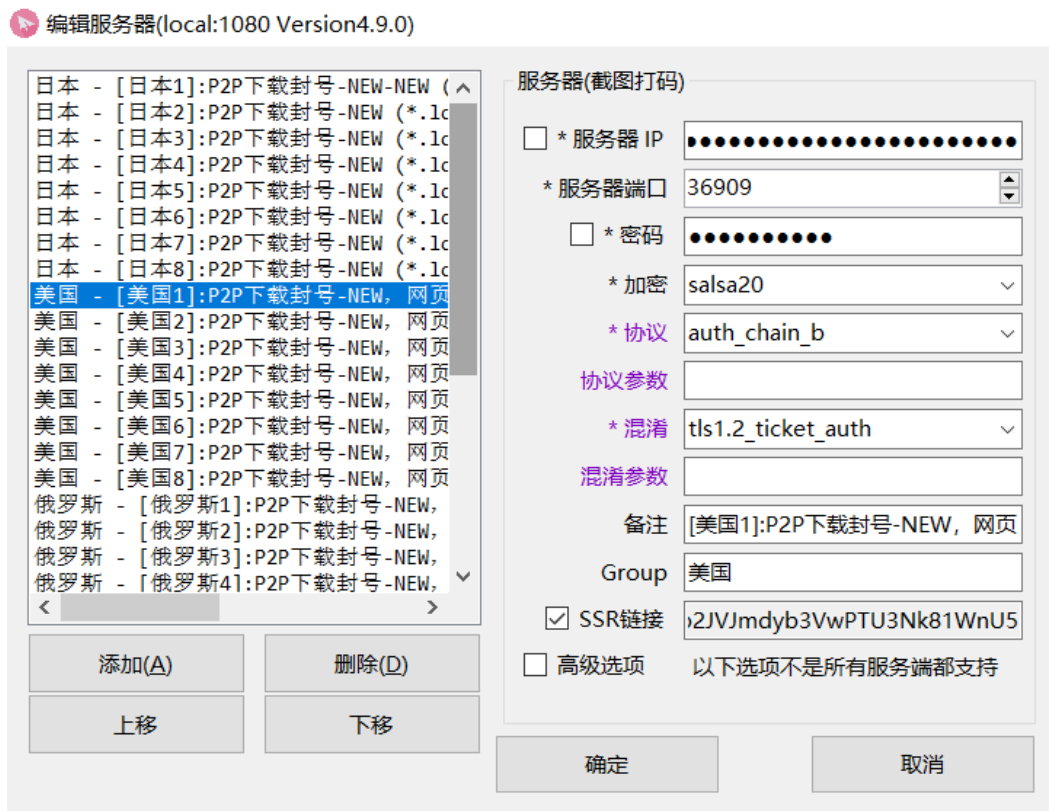 编辑服务器(local:1080 Version4.9.0)
日本 - [日本1]:P2P下载封号-NEW-NEW (
日本 - [日本2]:P2P下载封号-NEW (*.lc
日本 - [日本3]:P2P下载封号-NEW (*.lc
日本 - [日本4]:P2P下载封号-NEW (*.lc
日本 - [日本5]:P2P下载封号-NEW (*.lc
日本 - [日本6]:P2P下载封号-NEW (*.lc
日本 - [日本7]:P2P下载封号-NEW (*.lc
日本 - [日本8]:P2P下载封号-NEW (*.lc
美国 - [美国1]:P2P下载封号-NEW，网页
美国 - [美国2]:P2P下载封号-NEW，网页
美国 - [美国3]:P2P下载封号-NEW，网页
美国 - [美国4]:P2P下载封号-NEW，网页
美国 - [美国5]:P2P下载封号-NEW，网页
美国 - [美国6]:P2P下载封号-NEW，网页
美国 - [美国7]:P2P下载封号-NEW，网页
美国 - [美国8]:P2P下载封号-NEW，网页
俄罗斯 - [俄罗斯1]:P2P下载封号-NEW，
俄罗斯 - [俄罗斯2]:P2P下载封号-NEW，
俄罗斯 - [俄罗斯3]:P2P下载封号-NEW，
俄罗斯 - [俄罗斯4]:P2P下载封号-NEW，
添加(A)
删除(D)
上移
下移
服务器(截图打码)
* 服务器 IP ●●●●●●●●●●●●●●●●●●●●●●●
* 服务器端口 36909
* 密码 ●●●●●●●●●●
* 加密 salsa20
* 协议 auth_chain_b
协议参数
* 混淆 tls1.2_ticket_auth
混淆参数
备注 [美国1]:P2P下载封号-NEW，网页
Group 美国
SSR链接 o2JVJmdyb3VwPTU3Nk81WnU5
高级选项 以下选项不是所有服务端都支持
确定
取消